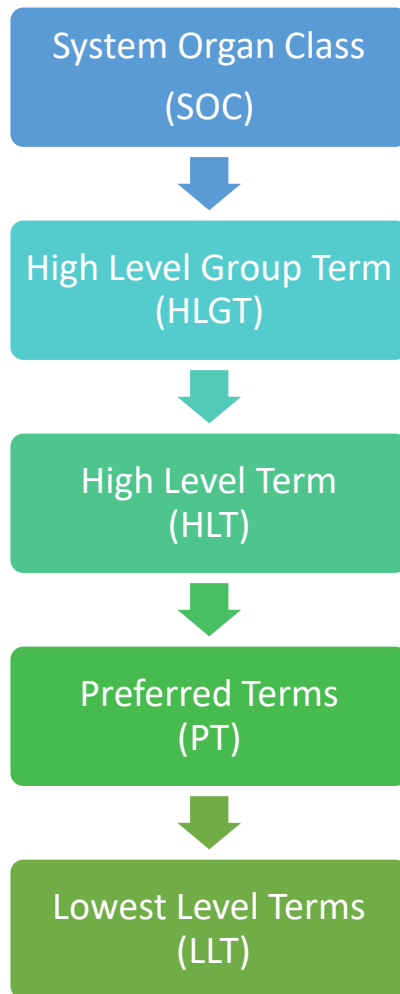 System Organ Class
(SOC)
High Level Group Term
(HLGT)
High Level Term
(HLT)
Preferred Terms
(PT)
Lowest Level Terms
(LLT)